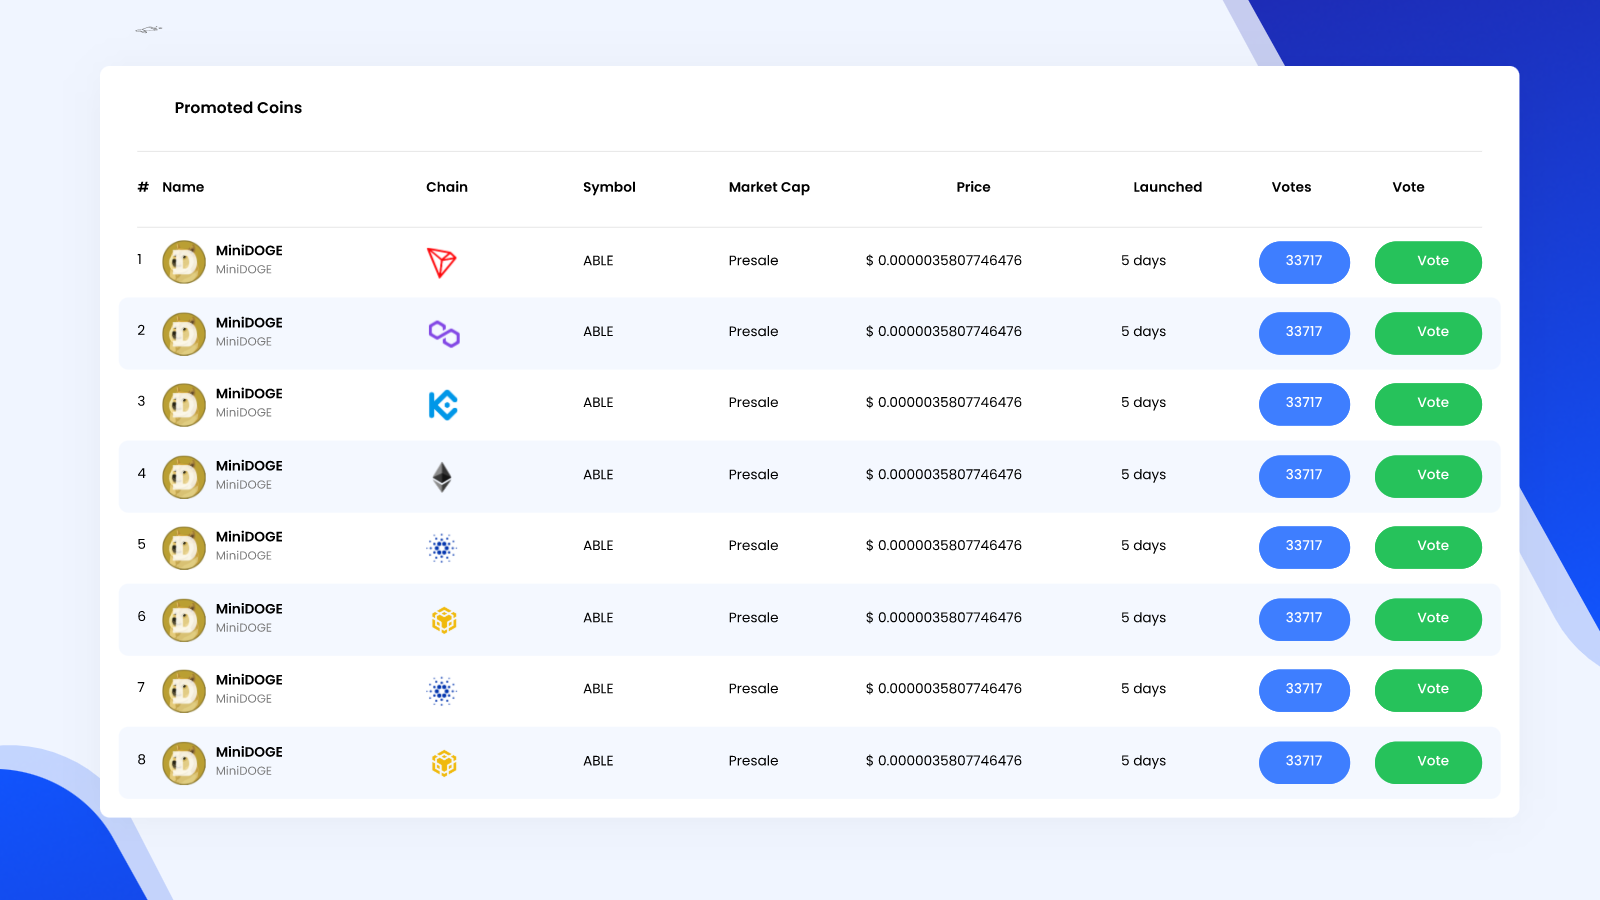 Promoted Coins
# Name Chain Symbol Market Cap Price Launched Votes Vote
1 MiniDOGE ABLE Presale $ 0.0000035807746476 5 days 33717 Vote
MiniDOGE
2 MiniDOGE ABLE Presale $ 0.0000035807746476 5 days 33717 Vote
MiniDOGE
3 MiniDOGE ABLE Presale $ 0.0000035807746476 5 days 33717 Vote
MiniDOGE
4 MiniDOGE ABLE Presale $ 0.0000035807746476 5 days 33717 Vote
MiniDOGE
5 MiniDOGE ABLE Presale $ 0.0000035807746476 5 days 33717 Vote
MiniDOGE
6 MiniDOGE ABLE Presale $ 0.0000035807746476 5 days 33717 Vote
MiniDOGE
7 MiniDOGE ABLE Presale $ 0.0000035807746476 5 days 33717 Vote
MiniDOGE
8 MiniDOGE ABLE Presale $ 0.0000035807746476 5 days 33717 Vote
MiniDOGE